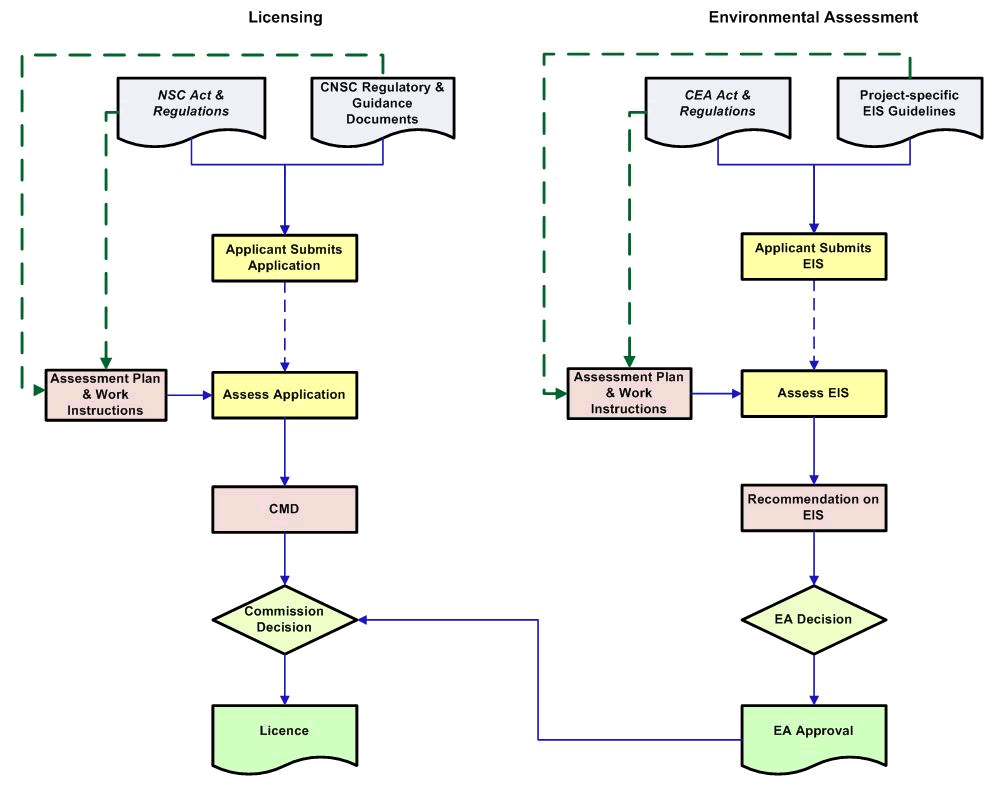 Licensing
Environmental Assessment
NSC Act &
Regulations
CNSC Regulatory &
Guidance
Documents
CEA Act &
Regulations
Project-specific
EIS Guidelines
Applicant Submits
Application
Applicant Submits
EIS
Assessment Plan
& Work
Instructions
Assess Application
Assessment Plan
& Work
Instructions
Assess EIS
CMD
Recommendation on
EIS
Commission
Decision
EA Decision
Licence
EA Approval